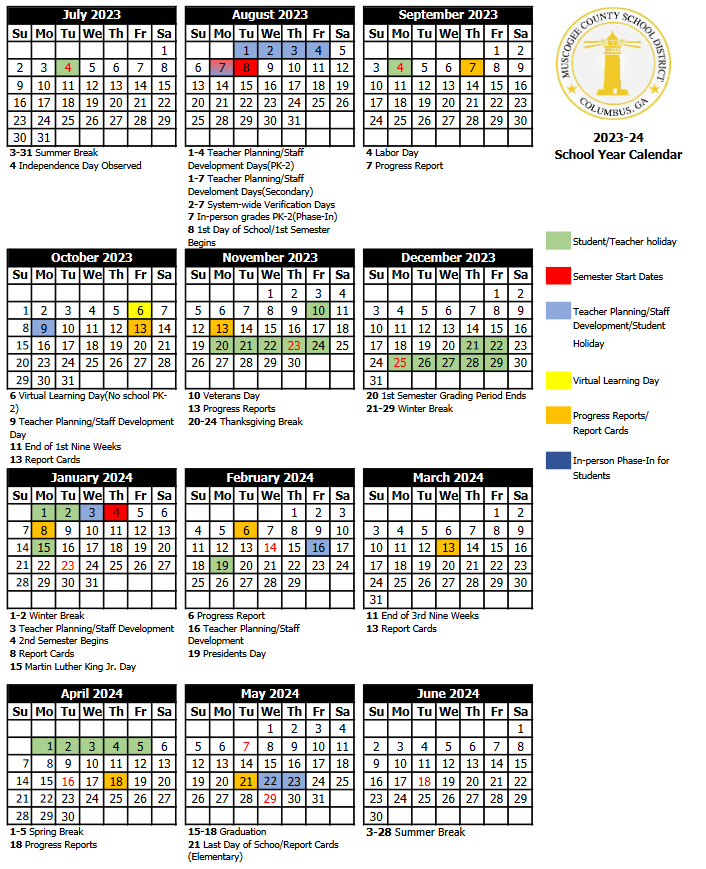 July 2023
Su Mo Tu We Th Fr Sa
1
2 3 4 5 6 7 8
9 10 11 12 13 14 15
16 17 18 19 20 21 22
23 24 25 26 27 28 29
30 31
3-31 Summer Break
4 Independence Day Observed
August 2023
Su Mo Tu We Th Fr Sa
1 2 3 4 5
6 7 8 9 10 11 12
13 14 15 16 17 18 19
20 21 22 23 24 25 26
27 28 29 30 31
1-4 Teacher Planning/Staff
Development Days(PK-2)
1-7 Teacher Planning/Staff
Develoment Days(Secondary)
2-7 System-wide Verification Days
7 In-person grades PK-2(Phase-In)
8 1st Day of School/1st Semester
Begins
September 2023
Su Mo Tu We Th Fr Sa
1 2
3 4 5 6 7 8 9
10 11 12 13 14 15 16
17 18 19 20 21 22 23
24 25 26 27 28 29 30
4 Labor Day
7 Progress Report
MUSCOGEE COUNTY SCHOOL DISTRICT
COLUMBUS, GA
2023-24
School Year Calendar
Student/Teacher holiday
Semester Start Dates
Teacher Planning/Staff
Development/Student
Holiday
Virtual Learning Day
Progress Reports/
Report Cards
In-person Phase-In for
Students
October 2023
Su Mo Tu We Th Fr Sa
1 2 3 4 5 6 7
8 9 10 11 12 13 14
15 16 17 18 19 20 21
20 23 24 25 26 27 28
29 30 31
6 Virtual Learning Day(No school PK-
2)
9 Teacher Planning/Staff Development
Day
11 End of 1st Nine Weeks
13 Report Cards
November 2023
Su Mo Tu We Th Fr Sa
1 2 3 4
5 6 7 8 9 10 11
12 13 14 15 16 17 18
19 20 21 22 23 24 25
26 27 28 29 30
10 Veterans Day
13 Progress Reports
20-24 Thanksgiving Break
December 2023
Su Mo Tu We Th Fr Sa
1 2
3 4 5 6 7 8 9
10 11 12 13 14 15 16
17 18 19 20 21 22 23
24 25 26 27 28 29 30
31
20 1st Semester Grading Period Ends
21-29 Winter Break
January 2024
Su Mo Tu We Th Fr Sa
1 2 3 4 5 6
7 8 9 10 11 12 13
14 15 16 17 18 19 20
21 22 23 24 25 26 27
28 29 30 31
1-2 Winter Break
3 Teacher Planning/Staff Development
4 2nd Semester Begins
8 Report Cards
15 Martin Luther King Jr. Day
February 2024
Su Mo Tu We Th Fr Sa
1 2 3
4 5 6 7 8 9 10
11 12 13 14 15 16 17
18 19 20 21 22 23 24
25 26 27 28 29
6 Progress Report
16 Teacher Planning/Staff
Development
19 Presidents Day
March 2024
Su Mo Tu We Th Fr Sa
1 2
3 4 5 6 7 8 9
10 11 12 13 14 15 16
17 18 19 20 21 22 23
24 25 26 27 28 29 30
31
11 End of 3rd Nine Weeks
13 Report Cards
April 2024
Su Mo Tu We Th Fr Sa
1 2 3 4 5 6
7 8 9 10 11 12 13
14 15 16 17 18 19 20
21 22 23 24 25 26 27
28 29 30
1-5 Spring Break
18 Progress Reports
May 2024
Su Mo Tu We Th Fr Sa
1 2 3 4
5 6 7 8 9 10 11
12 13 14 15 16 17 18
19 20 21 22 23 24 25
26 27 28 29 30 31
15-18 Graduation
21 Last Day of Schoo/Report Cards
(Elementary)
June 2024
Su Mo Tu We Th Fr Sa
1
2 3 4 5 6 7 8
9 10 11 12 13 14 15
16 17 18 19 20 21 22
23 24 25 26 27 28 29
30
3-28 Summer Break